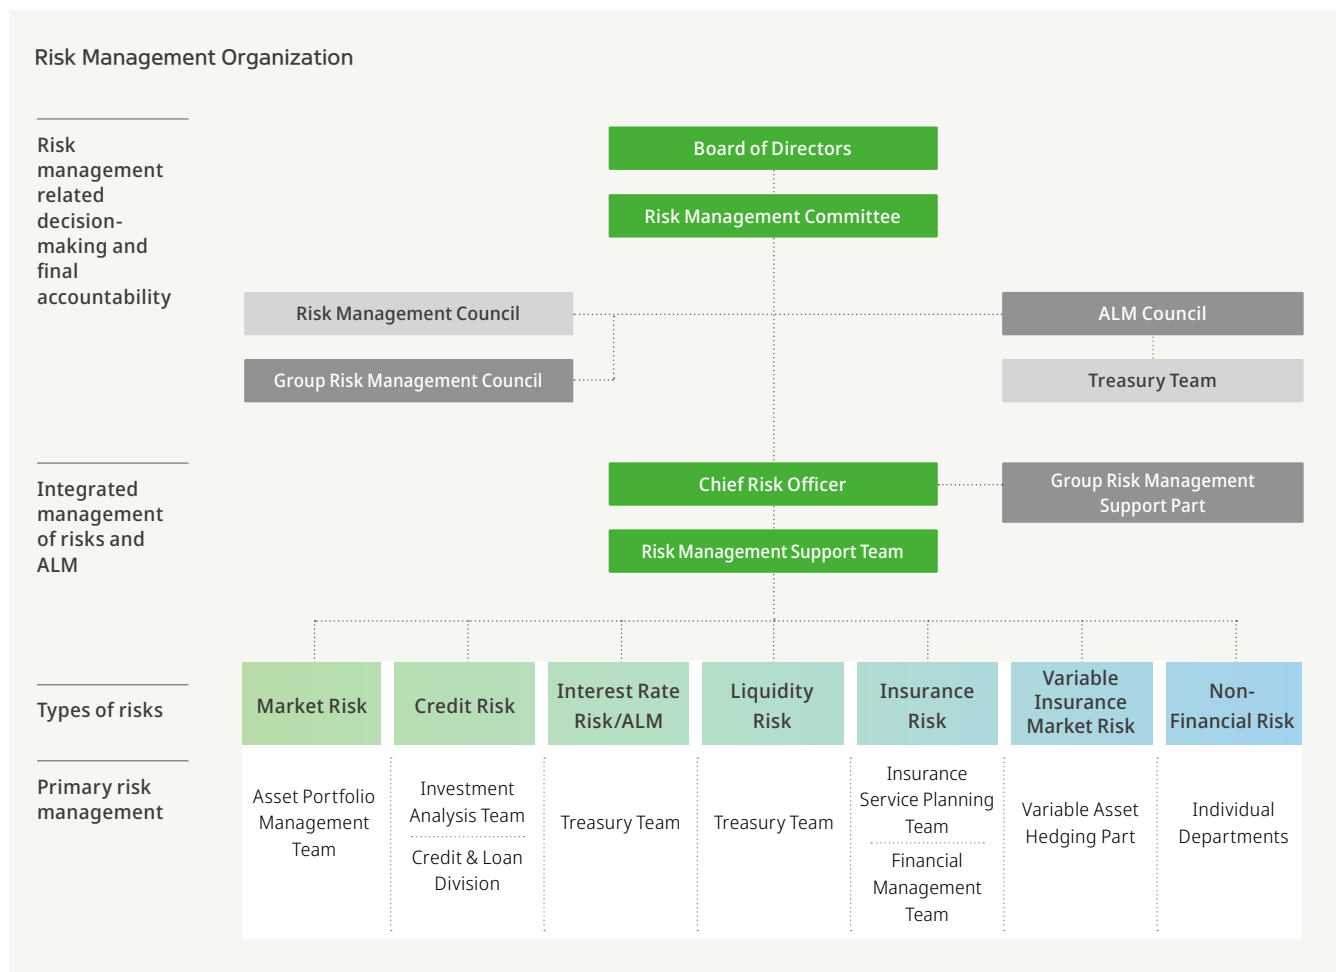 Risk Management Organization
Risk
management
related
decision-
making and
final
accountability
Board of Directors
Risk Management Committee
Risk Management Council
ALM Council
Group Risk Management Council
Treasury Team
Integrated
management
of risks and
ALM
Chief Risk Officer
Group Risk Management
Support Part
Risk Management Support Team
Types of risks
Market Risk
Credit Risk
Interest Rate
Risk/ALM
Liquidity
Risk
Insurance
Risk
Variable
Insurance
Market Risk
Non-
Financial Risk
Primary risk
management
Asset Portfolio
Management
Team
Investment
Analysis Team
Credit & Loan
Division
Treasury Team
Treasury Team
Insurance
Service Planning
Team
Financial
Management
Team
Variable Asset
Hedging Part
Individual
Departments